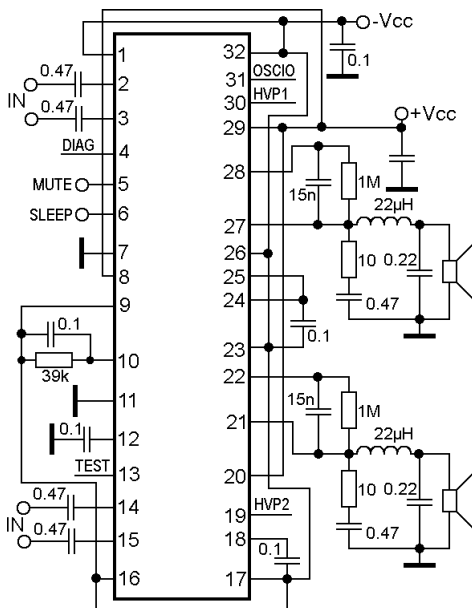 -Vcc
0.1
+Vcc
0.47
IN
0.47
DIAG
MUTE
SLEEP
0.1
39k
0.1
TEST
0.47
IN
0.47
1
2
3
4
5
6
7
8
9
10
11
12
13
14
15
16
32
31
30
29
28
27
26
25
24
23
22
21
20
19
18
17
OSCIO
HVP1
15n
1M
22µH
10
0.22
0.47
0.1
15n
1M
22µH
10
0.22
0.47
HVP2
0.1